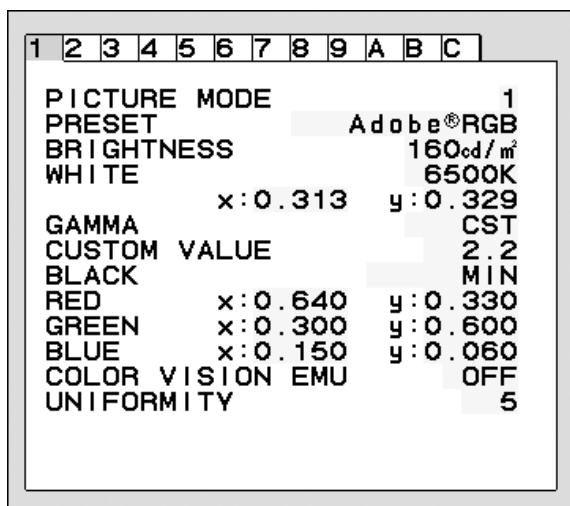 1 2 3 4 5 6 7 8 9 A B C
PICTURE MODE 1
PRESET Adobe®RGB
BRIGHTNESS 160cd/㎡
WHITE 6500K
x:0.313 y:0.329
GAMMA CST
CUSTOM VALUE 2.2
BLACK MIN
RED x:0.640 y:0.330
GREEN x:0.300 y:0.600
BLUE x:0.150 y:0.060
COLOR VISION EMU OFF
UNIFORMITY 5